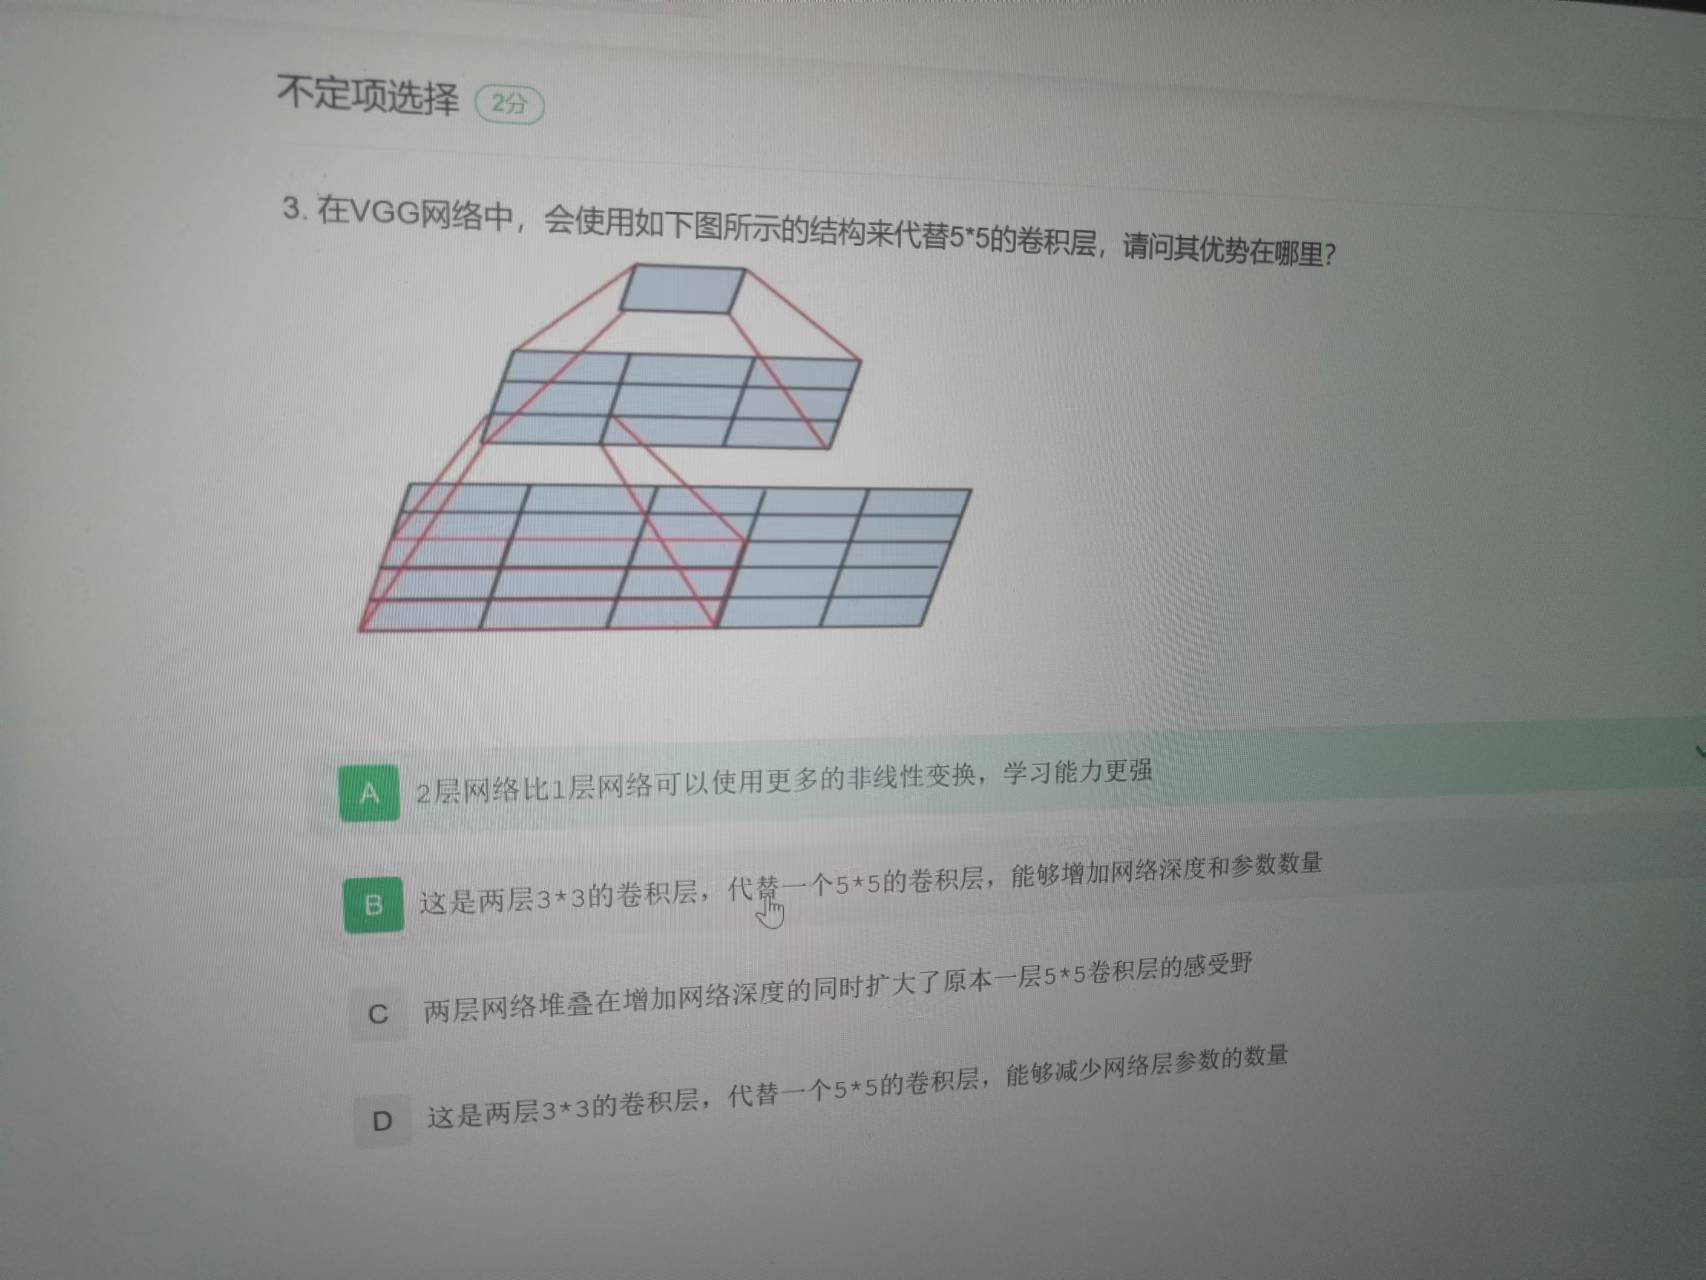 不定项选择 2分
3. 在VGG网络中，会使用如下图所示的结构来代替5*5的卷积层，请问其优势在哪里？
A 2层网络比1层网络可以使用更多的非线性变换，学习能力更强
B 这是两层3*3的卷积层，代替一个5*5的卷积层，能够增加网络深度和参数数量
C 两层网络堆叠在增加网络深度的同时扩大了原本一层5*5卷积层的感受野
D 这是两层3*3的卷积层，代替一个5*5的卷积层，能够减少网络层参数的数量